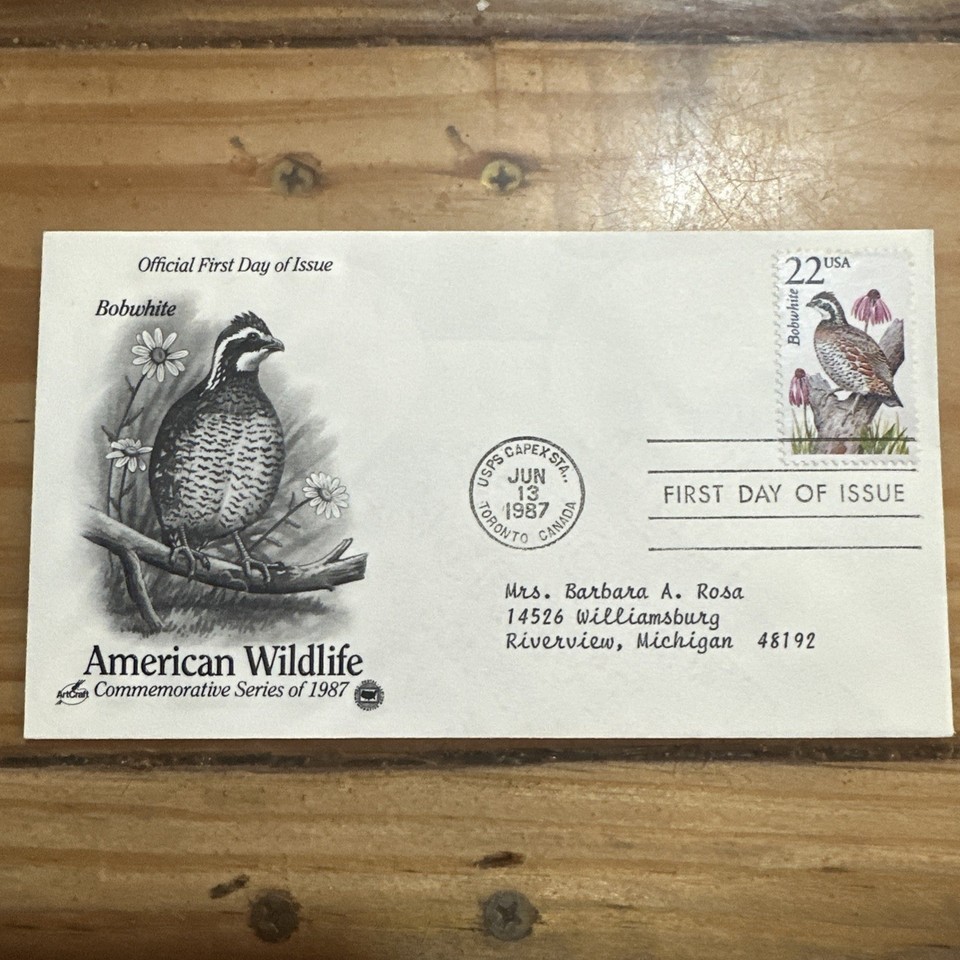 Official First Day of Issue
Bobwhite
American Wildlife
ArtCraft
Commemorative Series of 1987
22 USA
Bobwhite
USPS CAPEX STA.,
JUN
13
1987
TORONTO CANADA
FIRST DAY OF ISSUE
Mrs. Barbara A. Rosa
14526 Williamsburg
Riverview, Michigan 48192